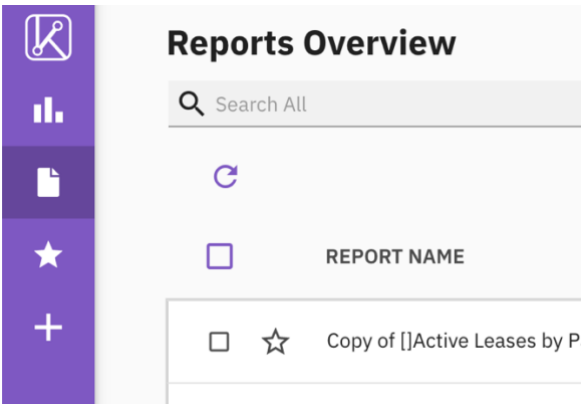 Reports Overview
Search All
REPORT NAME
Copy of []Active Leases by P